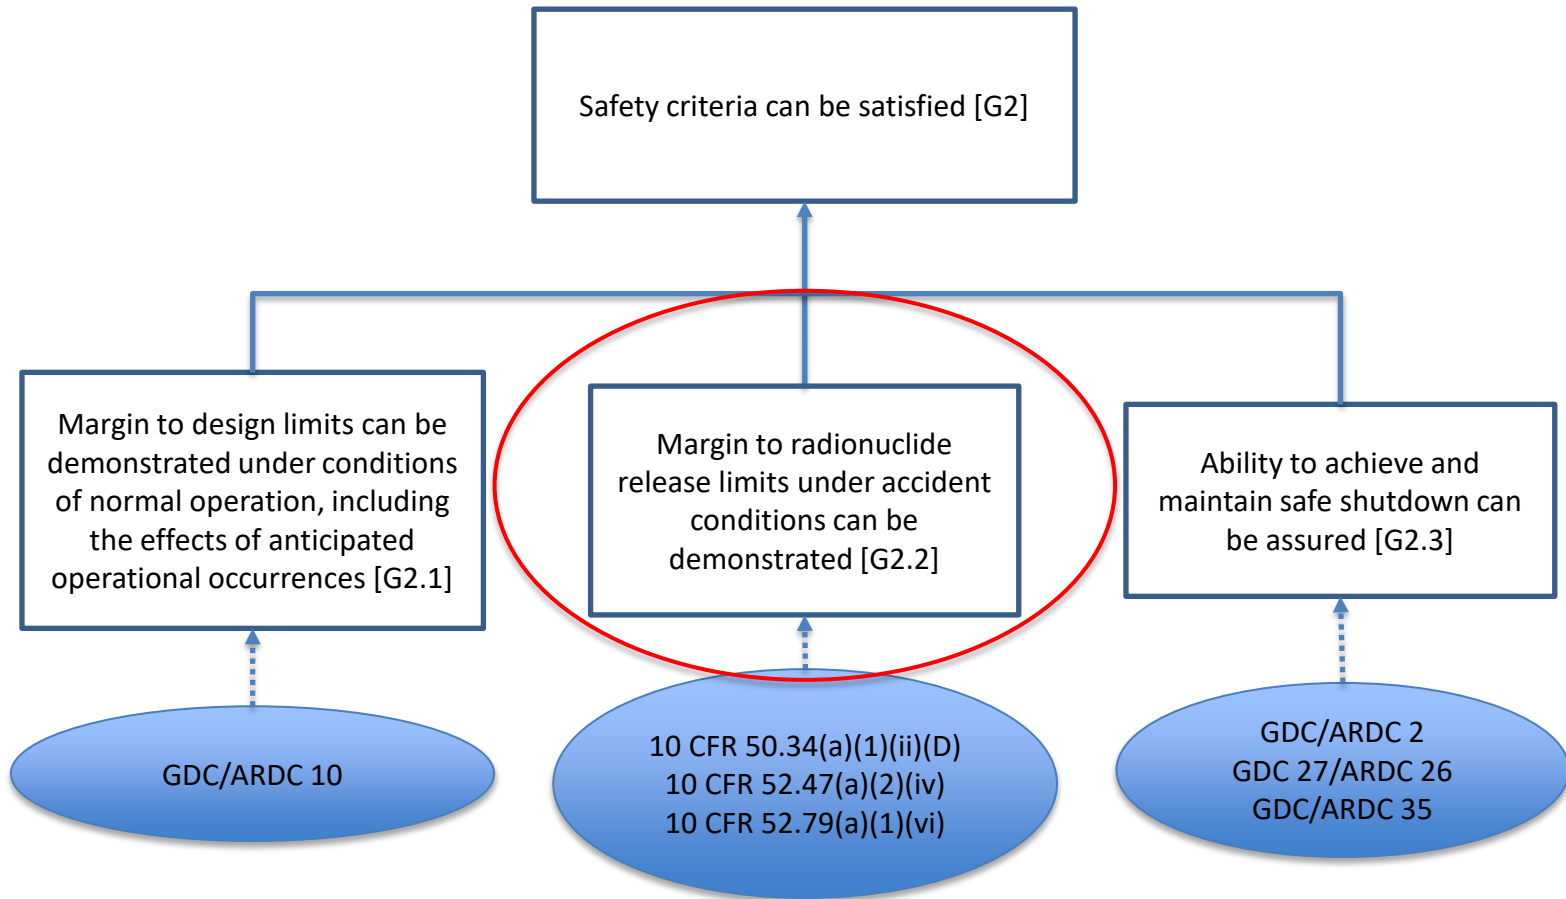 Safety criteria can be satisfied [G2]
Margin to design limits can be
demonstrated under conditions
of normal operation, including
the effects of anticipated
operational occurrences [G2.1]
Margin to radionuclide
release limits under accident
conditions can be
demonstrated [G2.2]
Ability to achieve and
maintain safe shutdown can
be assured [G2.3]
GDC/ARDC 10
10 CFR 50.34(a)(1)(ii)(D)
10 CFR 52.47(a)(2)(iv)
10 CFR 52.79(a)(1)(vi)
GDC/ARDC 2
GDC 27/ARDC 26
GDC/ARDC 35